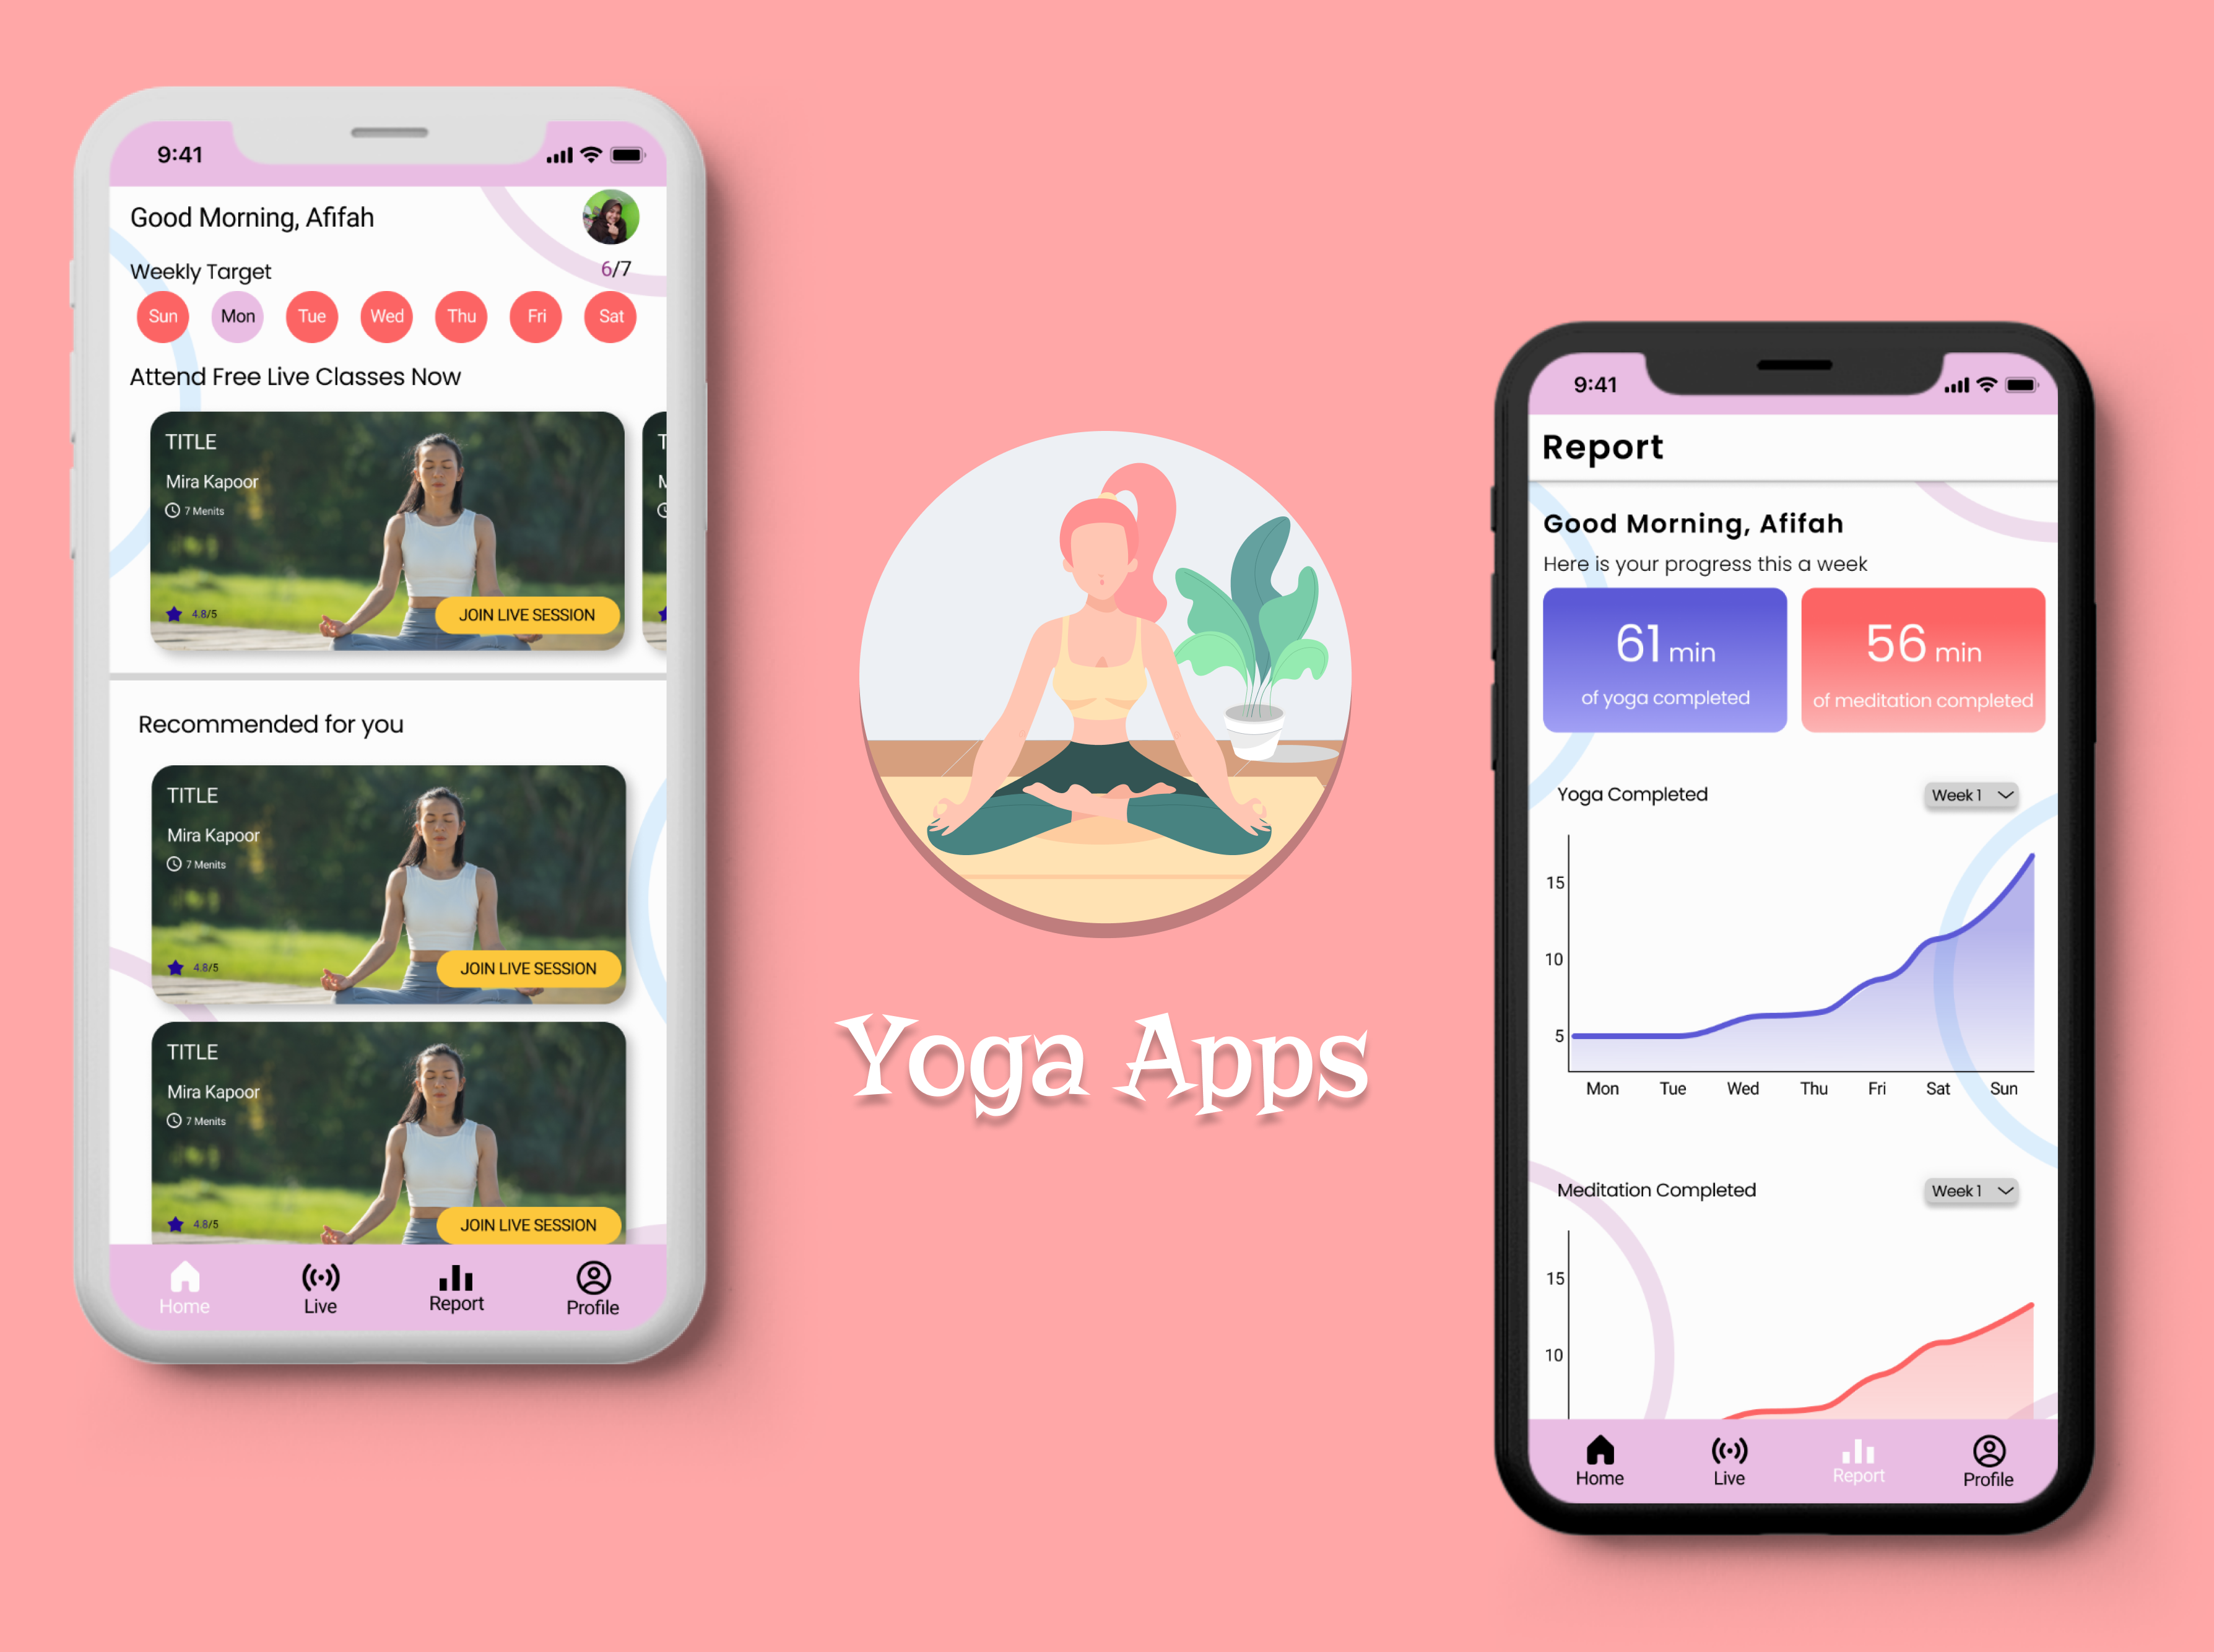 9:41
Good Morning, Afifah
Weekly Target
6/7
Sun Mon Tue Wed Thu Fri Sat
Attend Free Live Classes Now
TITLE
Mira Kapoor
7 Menits
4.8/5
JOIN LIVE SESSION
T
M
Recommended for you
TITLE
Mira Kapoor
7 Menits
4.8/5
JOIN LIVE SESSION
TITLE
Mira Kapoor
7 Menits
4.8/5
JOIN LIVE SESSION
Home Live Report Profile
Yoga Apps
9:41
Report
Good Morning, Afifah
Here is your progress this a week
61 min
of yoga completed
56 min
of meditation completed
Yoga Completed
Week 1
15
10
5
Mon Tue Wed Thu Fri Sat Sun
Meditation Completed
Week 1
15
10
Home Live Report Profile